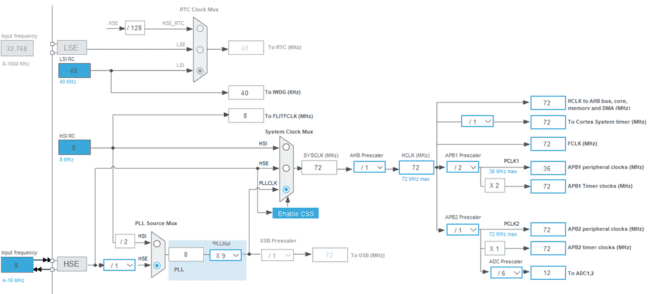 RTC Clock Mux
HSE
/ 128
HSE_RTC
Input frequency
32.768
LSE
LSE
40
To RTC (KHz)
0-1000 KHz
LSI RC
40
LSI
40 KHz
40
To IWDG (KHz)
8
To FLITFCLK (MHz)
HSI RC
8
8 MHz
System Clock Mux
HSI
HSE
PLLCLK
SYSCLK (MHz)
72
AHB Prescaler
/ 1
HCLK (MHz)
72
72 MHz max
72
HCLK to AHB bus, core,
memory and DMA (MHz)
/ 1
72
To Cortex System timer (MHz)
72
FCLK (MHz)
APB1 Prescaler
/ 2
PCLK1
36 MHz max
36
APB1 peripheral clocks (MHz)
X 2
72
APB1 Timer clocks (MHz)
Enable CSS
APB2 Prescaler
/ 1
PCLK2
72 MHz max
72
APB2 peripheral clocks (MHz)
X 1
72
APB2 timer clocks (MHz)
ADC Prescaler
/ 6
12
To ADC1,2
PLL Source Mux
/ 2
HSI
HSE
8
*PLLMul
X 9
PLL
USB Prescaler
/ 1
72
To USB (MHz)
Input frequency
8
HSE
/ 1
4-16 MHz